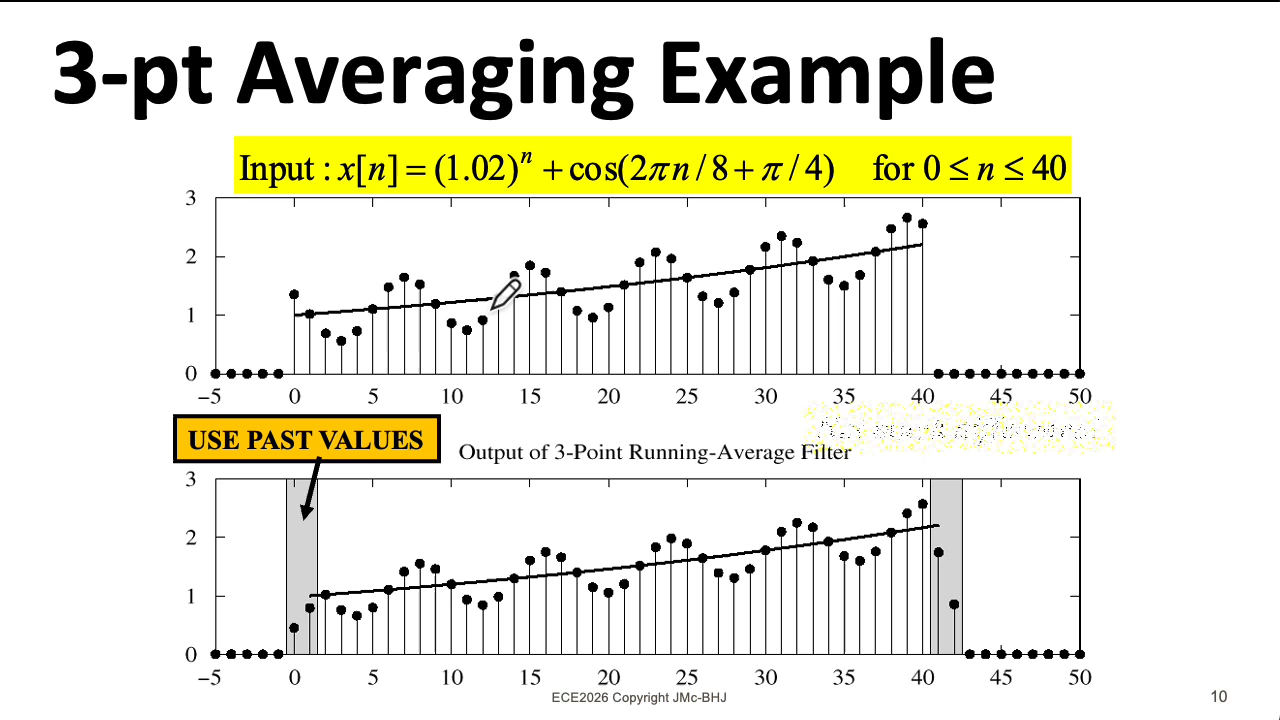 3-pt Averaging Example
Input : x[n] = (1.02)^n + cos(2πn / 8 + π / 4) for 0 ≤ n ≤ 40
3
2
1
0
−5 0 5 10 15 20 25 30 35 40 45 50
USE PAST VALUES
Output of 3-Point Running-Average Filter
3
2
1
0
−5 0 5 10 15 20 25 30 35 40 45 50
ECE2026 Copyright JMc-BHJ
10